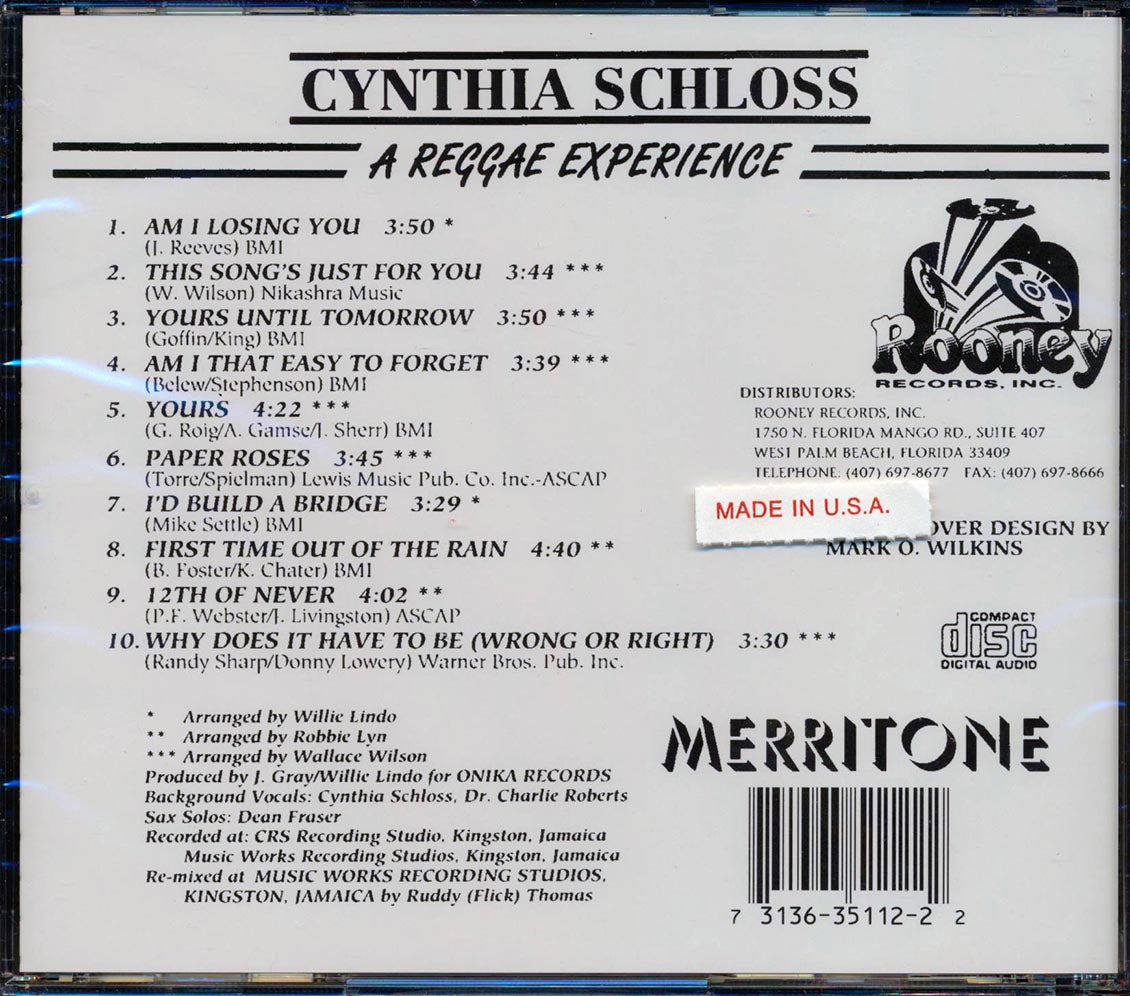 CYNTHIA SCHLOSS
A REGGAE EXPERIENCE
1. AM I LOSING YOU 3:50 *
(J. Reeves) BMI
2. THIS SONG'S JUST FOR YOU 3:44 ***
(W. Wilson) Nikashra Music
3. YOURS UNTIL TOMORROW 3:50 ***
(Goffin/King) BMI
4. AM I THAT EASY TO FORGET 3:39 ***
(Belew/Stephenson) BMI
5. YOURS 4:22 ***
(G. Roig/A. Gamse/J. Sherr) BMI
6. PAPER ROSES 3:45 ***
(Torre/Spielman) Lewis Music Pub. Co. Inc.-ASCAP
7. I'D BUILD A BRIDGE 3:29 *
(Mike Settle) BMI
8. FIRST TIME OUT OF THE RAIN 4:40 **
(B. Foster/K. Chater) BMI
9. 12TH OF NEVER 4:02 **
(P.F. Webster/J. Livingston) ASCAP
10. WHY DOES IT HAVE TO BE (WRONG OR RIGHT) 3:30 ***
(Randy Sharp/Donny Lowery) Warner Bros. Pub. Inc.
* Arranged by Willie Lindo
** Arranged by Robbie Lyn
*** Arranged by Wallace Wilson
Produced by J. Gray/Willie Lindo for ONIKA RECORDS
Background Vocals: Cynthia Schloss, Dr. Charlie Roberts
Sax Solos: Dean Fraser
Recorded at: CRS Recording Studio, Kingston, Jamaica
Music Works Recording Studios, Kingston, Jamaica
Re-mixed at MUSIC WORKS RECORDING STUDIOS,
KINGSTON, JAMAICA by Ruddy (Flick) Thomas
Rooney
RECORDS, INC.
DISTRIBUTORS:
ROONEY RECORDS, INC.
1750 N. FLORIDA MANGO RD., SUITE 407
WEST PALM BEACH, FLORIDA 33409
TELEPHONE: (407) 697-8677 FAX: (407) 697-8666
MADE IN U.S.A.
OVER DESIGN BY
MARK O. WILKINS
COMPACT
disc
DIGITAL AUDIO
MERRITONE
7 3136-35112-2 2